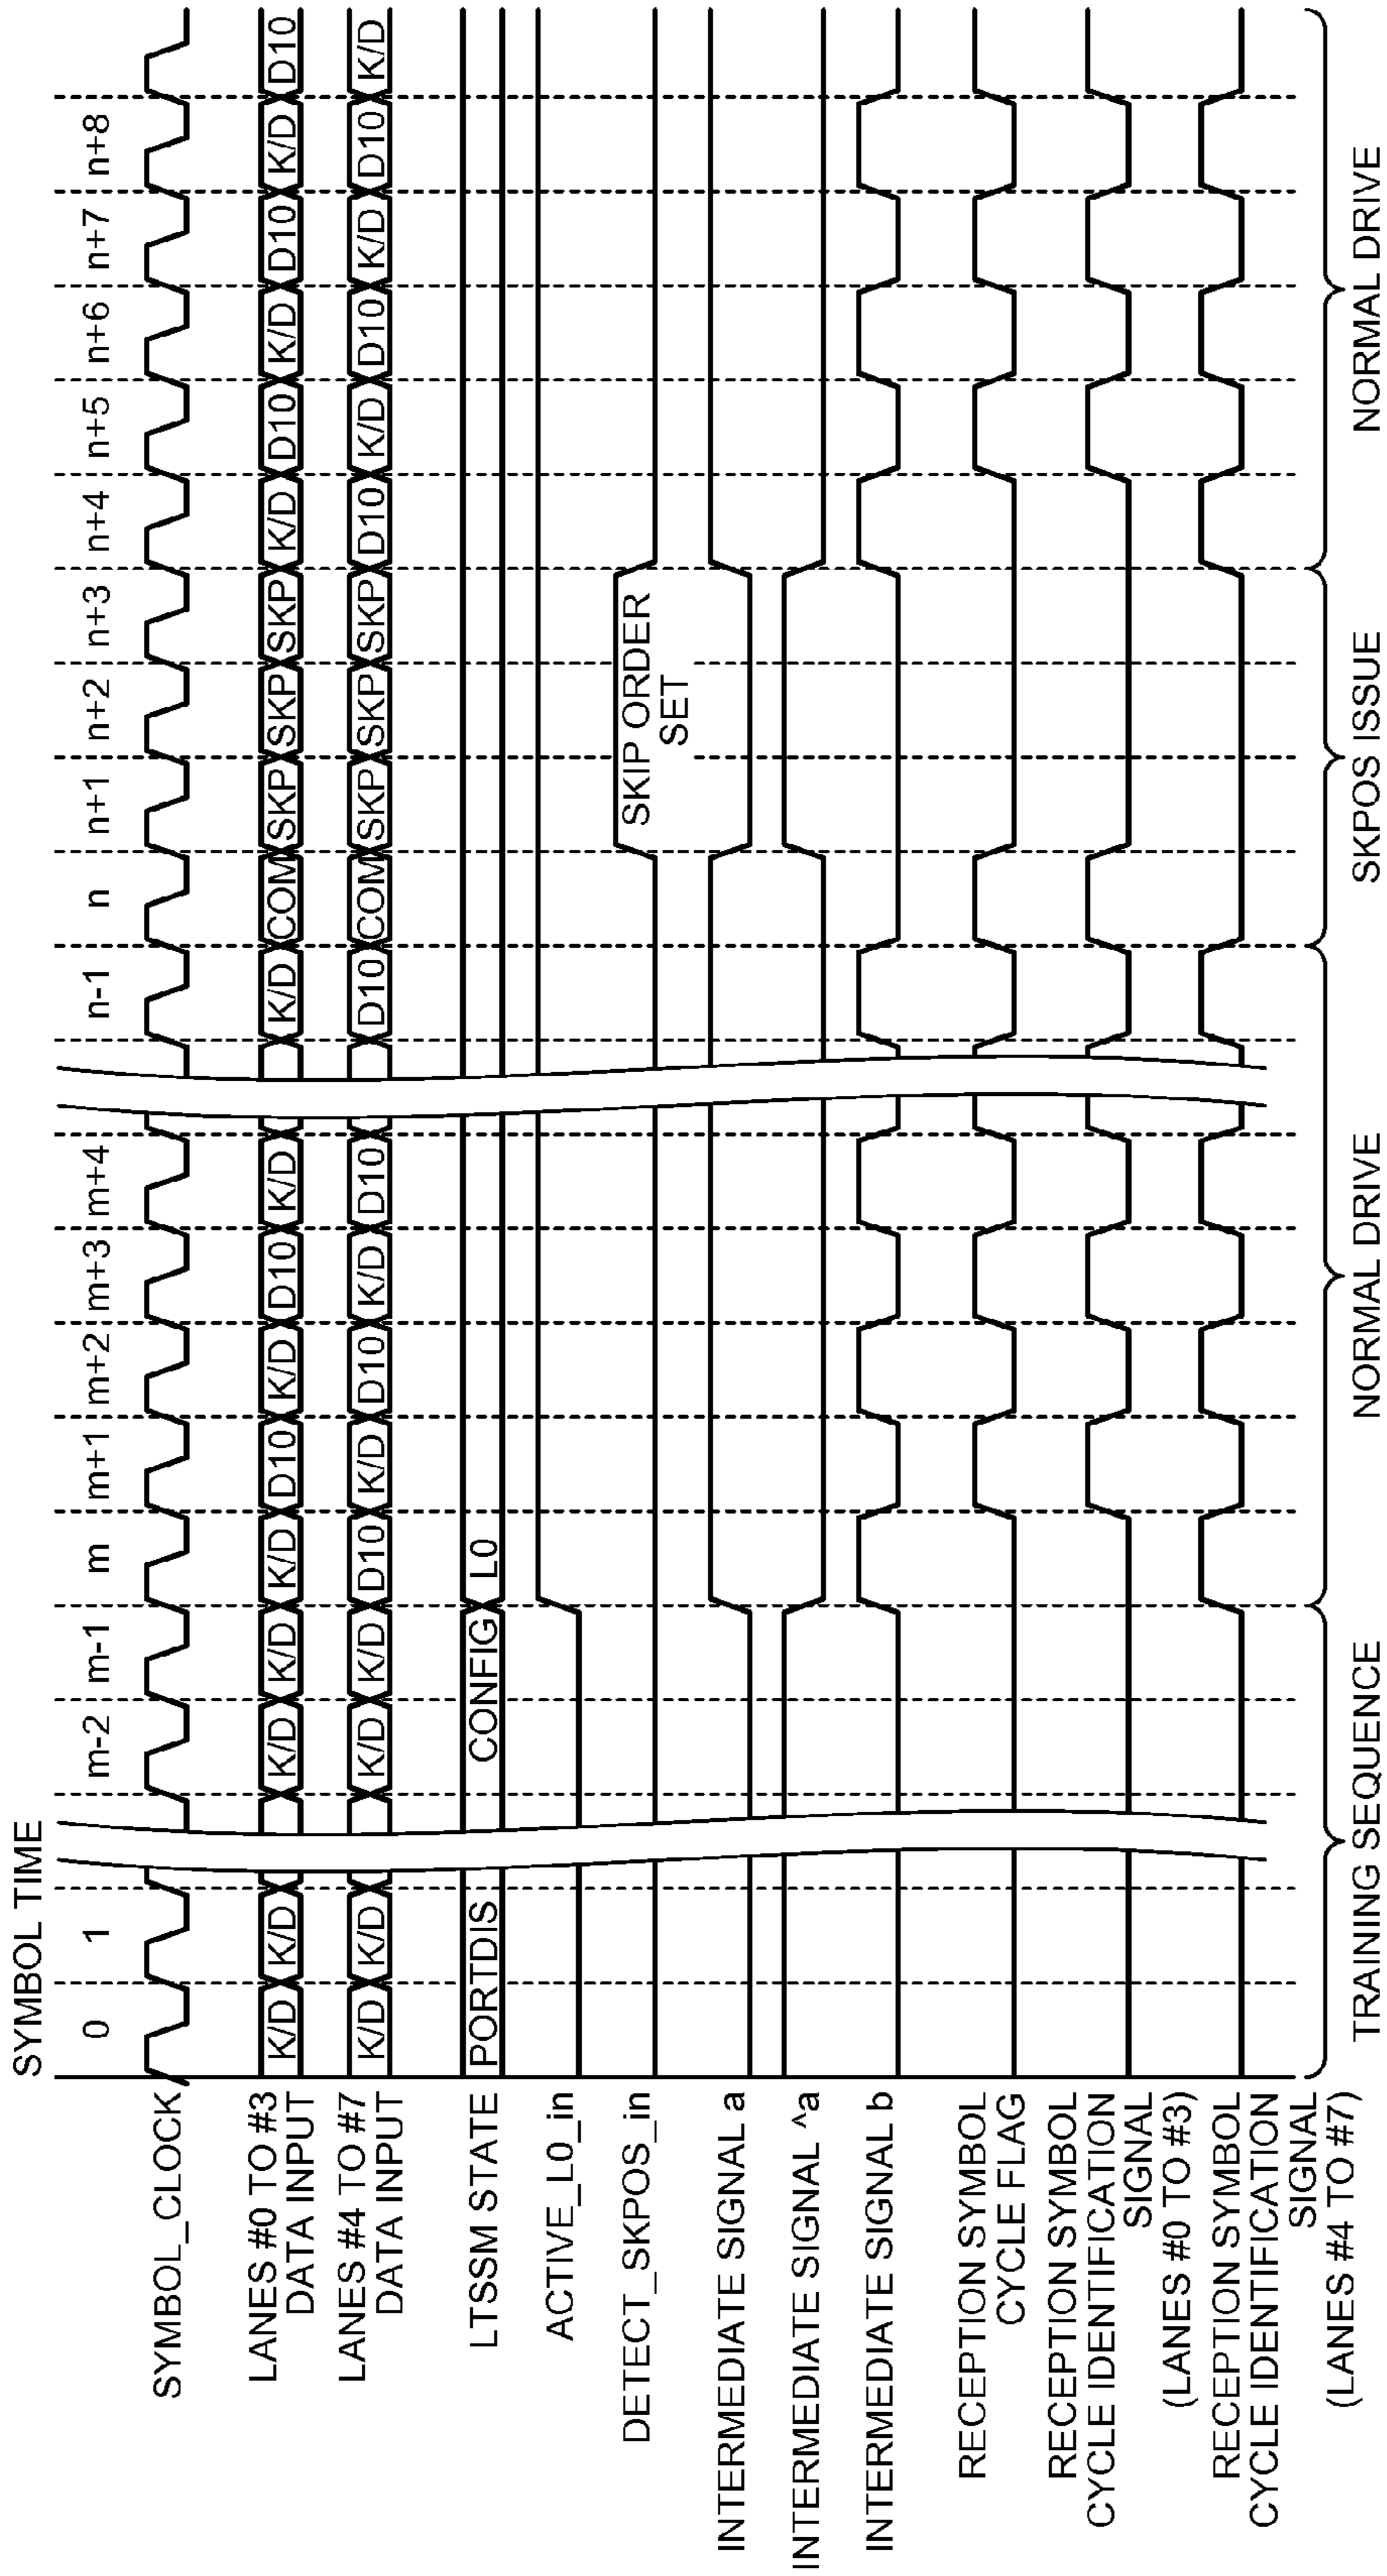 SYMBOL TIME
0 1 m-2 m-1 m m+1 m+2 m+3 m+4 n-1 n n+1 n+2 n+3 n+4 n+5 n+6 n+7 n+8
SYMBOL_CLOCK
LANES #0 TO #3
DATA INPUT
K/D K/D K/D K/D K/D D10 K/D D10 K/D K/D COM SKP SKP SKP K/D D10 K/D D10 K/D D10
LANES #4 TO #7
DATA INPUT
K/D K/D K/D K/D D10 K/D D10 K/D D10 D10 COM SKP SKP SKP D10 K/D D10 K/D D10 K/D
LTSSM STATE
PORTDIS CONFIG L0
ACTIVE_L0_in
DETECT_SKPOS_in
SKIP ORDER
SET
INTERMEDIATE SIGNAL a
INTERMEDIATE SIGNAL ^a
INTERMEDIATE SIGNAL b
RECEPTION SYMBOL
CYCLE FLAG
RECEPTION SYMBOL
CYCLE IDENTIFICATION
SIGNAL
(LANES #0 TO #3)
RECEPTION SYMBOL
CYCLE IDENTIFICATION
SIGNAL
(LANES #4 TO #7)
TRAINING SEQUENCE NORMAL DRIVE SKPOS ISSUE NORMAL DRIVE